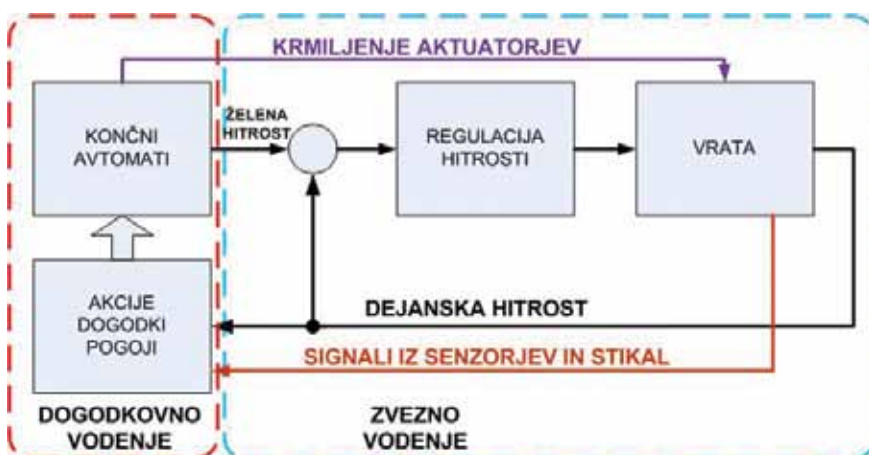 KRMILJENJE AKTUATORJEV
KONČNI
AVTOMATI
ŽELENA
HITROST
REGULACIJA
HITROSTI
VRATA
AKCIJE
DOGODKI
POGOJI
DEJANSKA HITROST
SIGNALI IZ SENZORJEV IN STIKAL
DOGODKOVNO
VODENJE
ZVEZNO
VODENJE